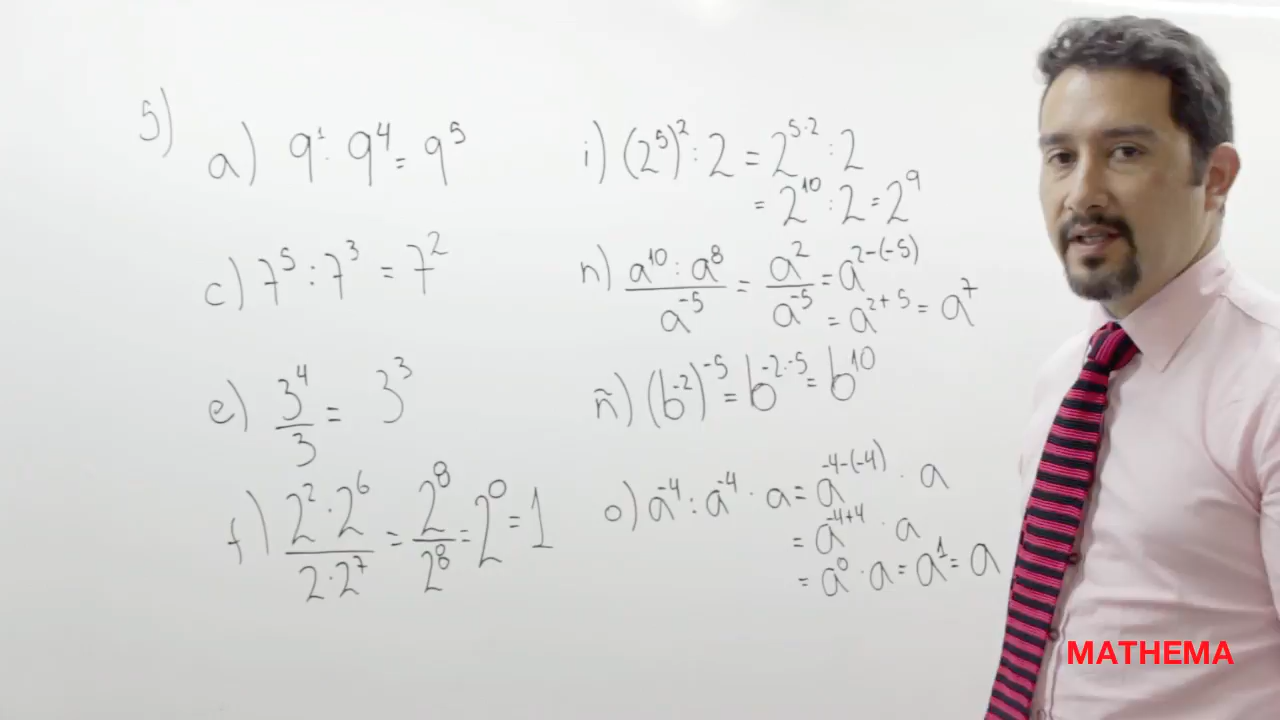 5)
a) 9¹ · 9⁴ = 9⁵
c) 7⁵ : 7³ = 7²
e) 3⁴/3 = 3³
f) 2² · 2⁶ / 2 · 2⁷ = 2⁸/2⁸ = 2⁰ = 1
i) (2⁵)² : 2 = 2⁵·² : 2
= 2¹⁰ : 2 = 2⁹
n) a¹⁰ : a⁸ / a⁻⁵ = a²/a⁻⁵ = a²⁻⁽⁻⁵⁾
= a²⁺⁵ = a⁷
ñ) (b⁻²)⁻⁵ = b⁻²·⁻⁵ = b¹⁰
o) a⁻⁴ : a⁻⁴ · a = a⁻⁴⁻⁽⁻⁴⁾ · a
= a⁻⁴⁺⁴ · a
= a⁰ · a = a¹ = a
MATHEMA